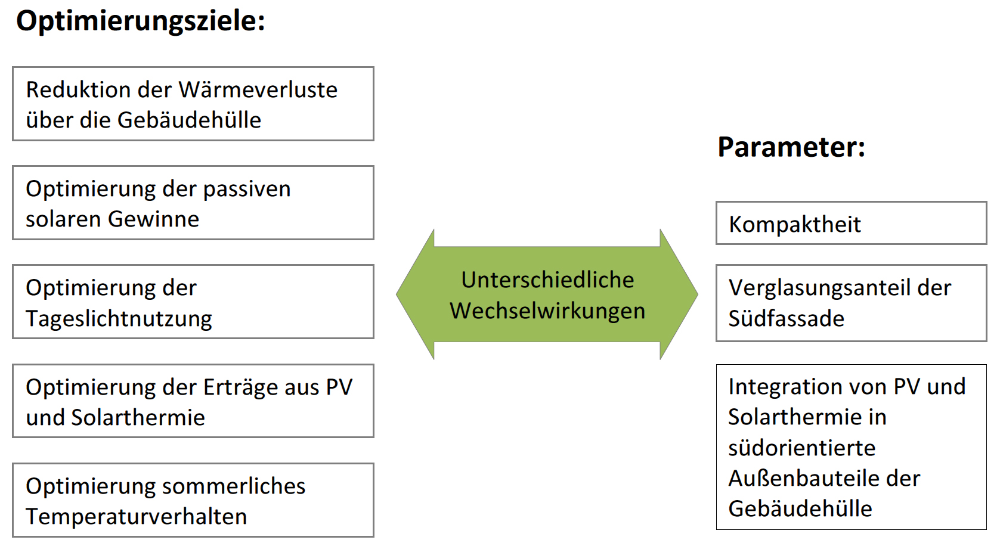 Optimierungsziele:
Reduktion der Wärmeverluste
über die Gebäudehülle
Optimierung der passiven
solaren Gewinne
Optimierung der
Tageslichtnutzung
Optimierung der Erträge aus PV
und Solarthermie
Optimierung sommerliches
Temperaturverhalten
Unterschiedliche
Wechselwirkungen
Parameter:
Kompaktheit
Verglasungsanteil der
Südfassade
Integration von PV und
Solarthermie in
südorientierte
Außenbauteile der
Gebäudehülle